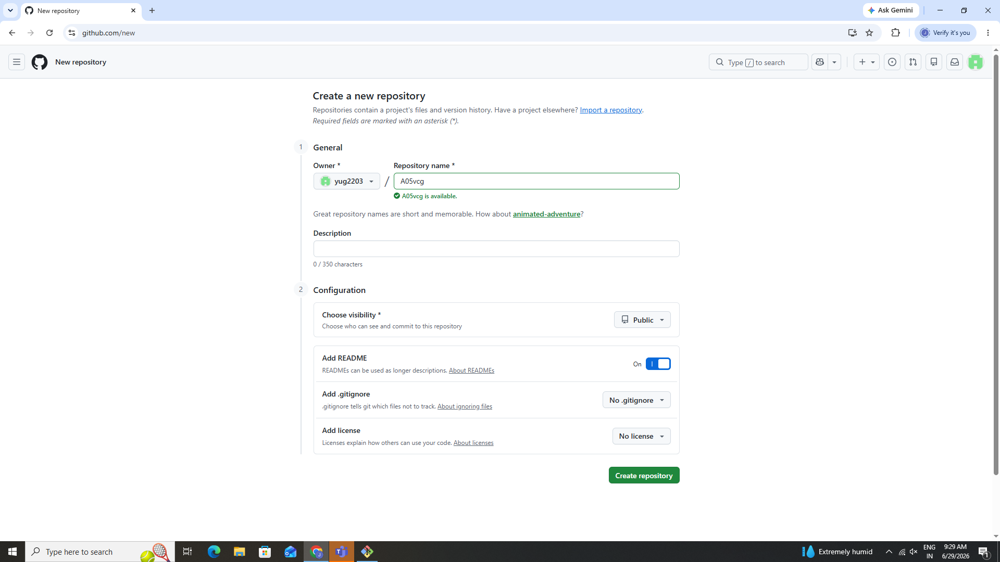 New repository
Ask Gemini
github.com/new
Verify it's you
New repository
Type / to search
Create a new repository
Repositories contain a project's files and version history. Have a project elsewhere? Import a repository.
Required fields are marked with an asterisk (*).
1 General
Owner * Repository name *
yug2203 / A05vcg
A05vcg is available.
Great repository names are short and memorable. How about animated-adventure?
Description
0 / 350 characters
2 Configuration
Choose visibility *
Choose who can see and commit to this repository
Public
Add README
READMEs can be used as longer descriptions. About READMEs
On
Add .gitignore
.gitignore tells git which files not to track. About ignoring files
No .gitignore
Add license
Licenses explain how others can use your code. About licenses
No license
Create repository
Type here to search
Extremely humid
ENG
IN
9:29 AM
6/29/2026
1